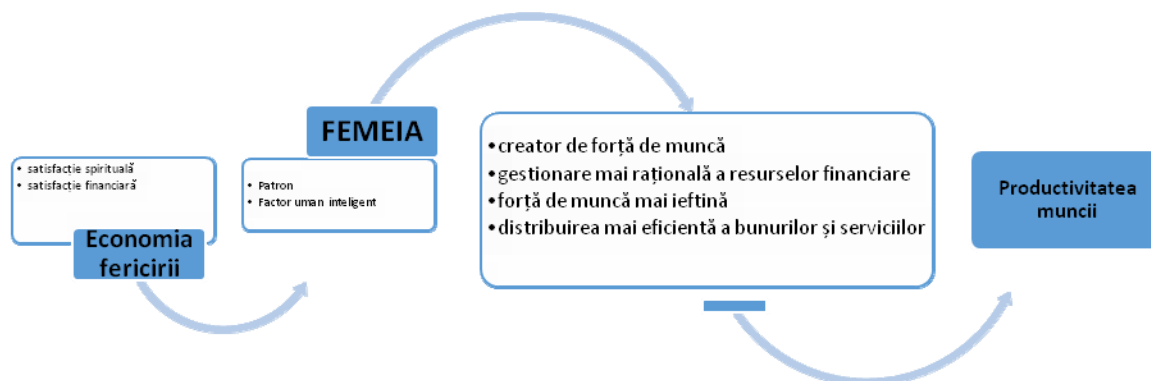 • satisfacție spirituală
• satisfacție financiară
Economia
fericirii
FEMEIA
• Patron
• Factor uman inteligent
•creator de forță de muncă
•gestionare mai rațională a resurselor financiare
•forță de muncă mai ieftină
•distribuirea mai eficientă a bunurilor și serviciilor
Productivitatea
muncii